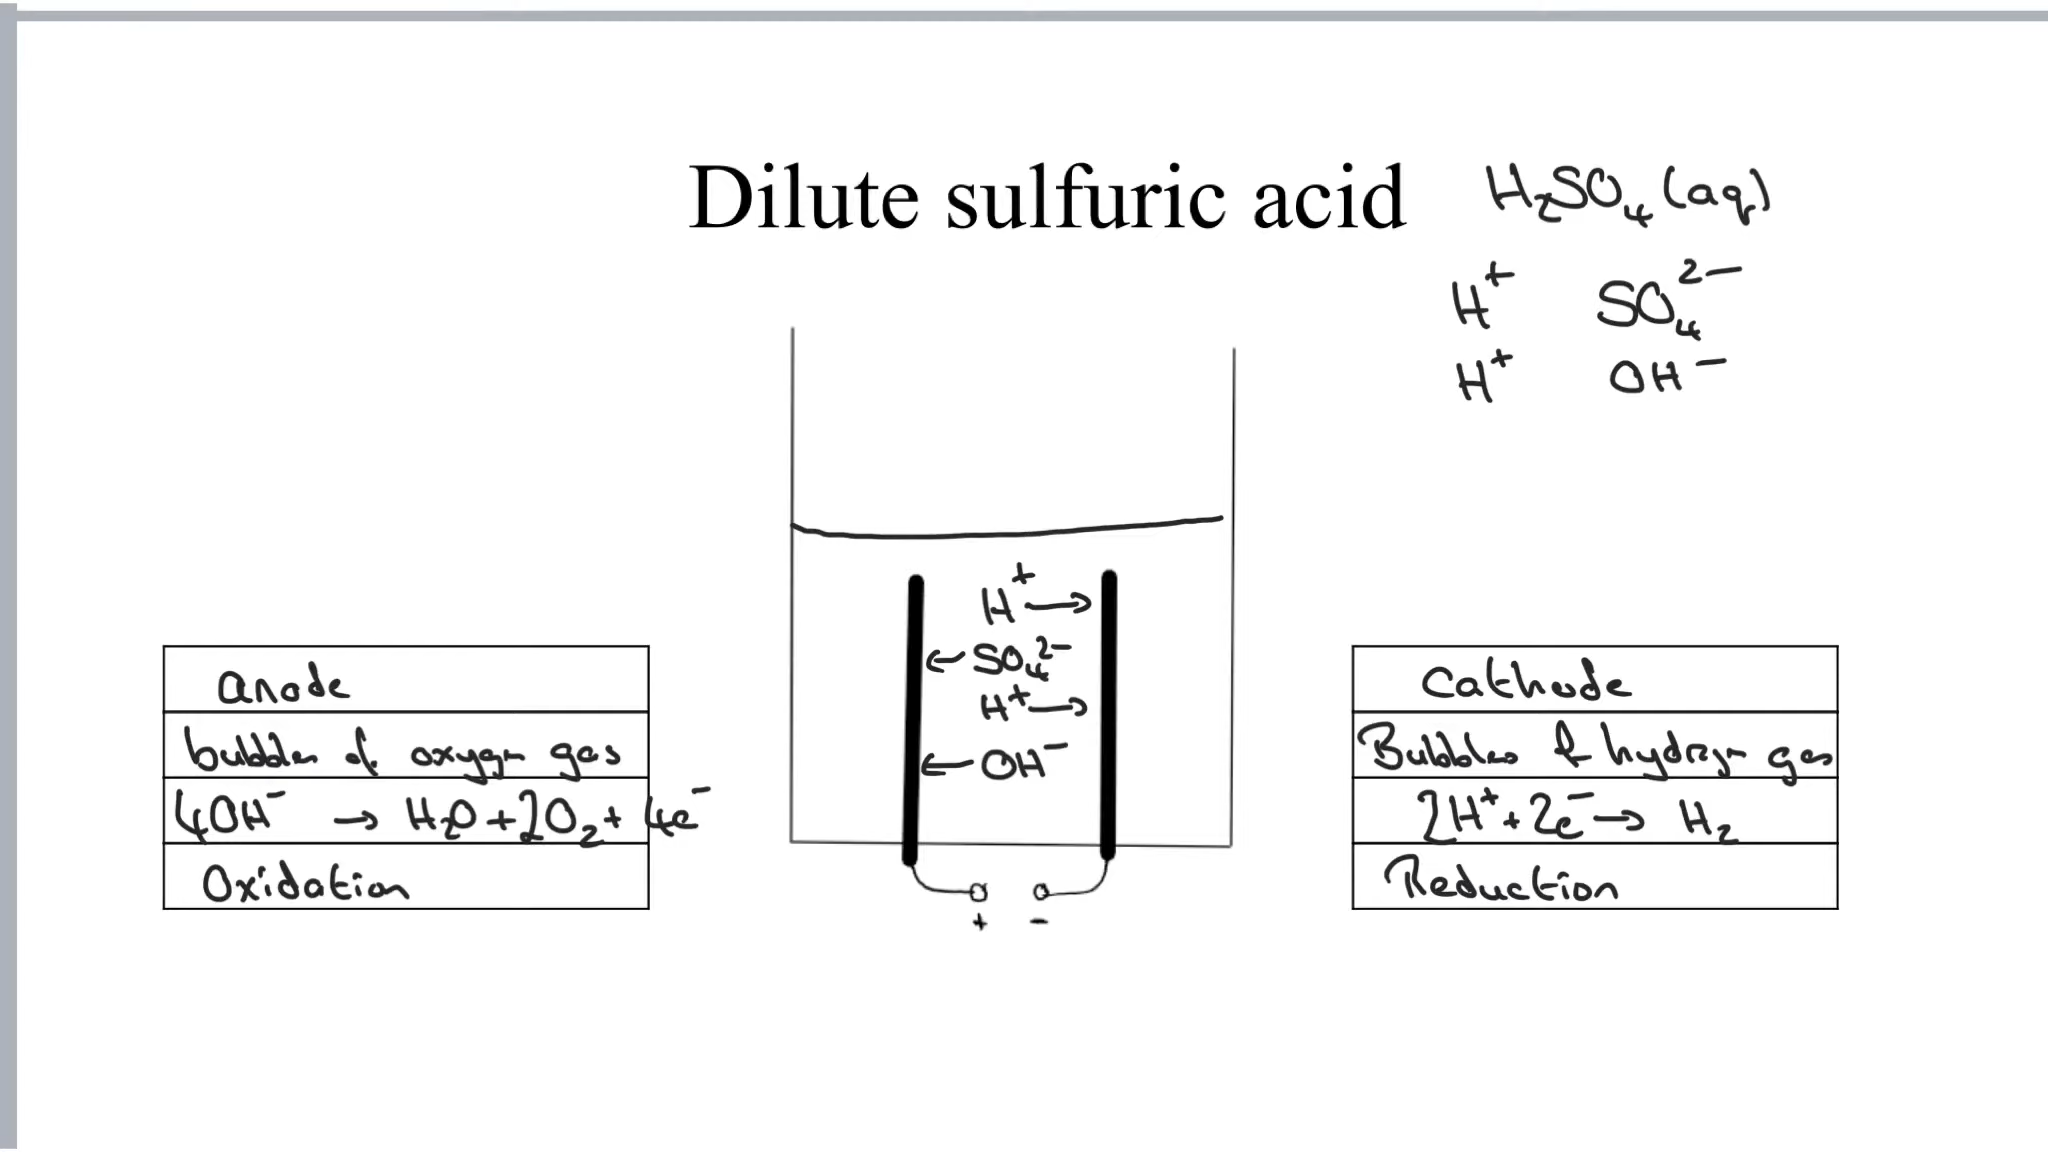 Dilute sulfuric acid H₂SO₄ (aq)
H⁺ SO₄²⁻
H⁺ OH⁻
H⁺ →
← SO₄²⁻
H⁺ →
← OH⁻
anode
bubbles of oxygen gas
4OH⁻ → H₂O + 2O₂ + 4e⁻
Oxidation
+ -
Cathode
Bubbles of hydrogen gas
2H⁺ + 2e⁻ → H₂
Reduction